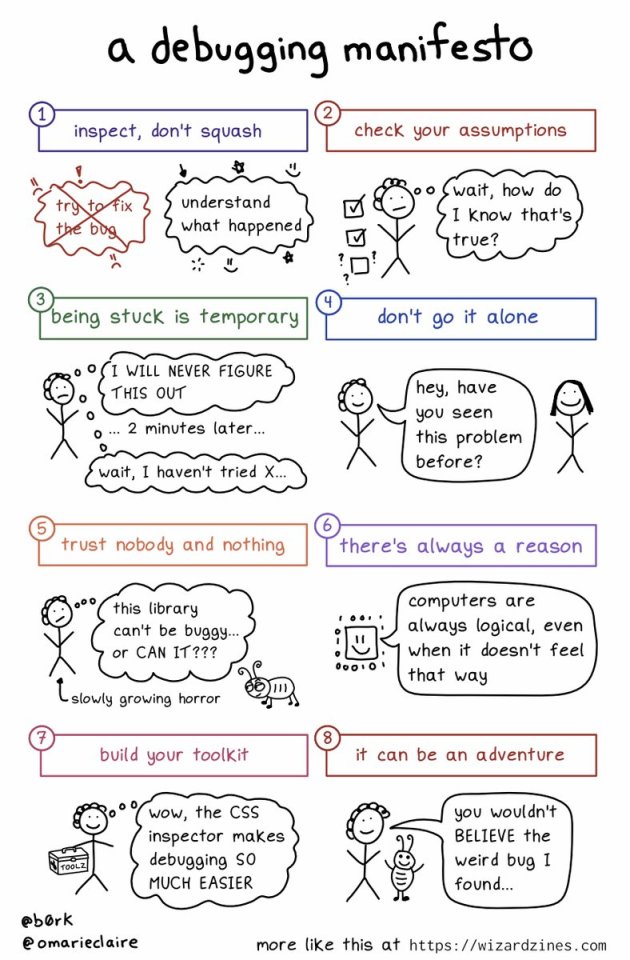 a debugging manifesto
1
inspect, don't squash
try to fix
the bug
understand
what happened
2
check your assumptions
wait, how do
I know that's
true?
? ?
? ?
3
being stuck is temporary
I WILL NEVER FIGURE
THIS OUT
... 2 minutes later...
wait, I haven't tried X...
4
don't go it alone
hey, have
you seen
this problem
before?
5
trust nobody and nothing
this library
can't be buggy...
or CAN IT???
slowly growing horror
6
there's always a reason
computers are
always logical, even
when it doesn't feel
that way
7
build your toolkit
wow, the CSS
inspector makes
debugging SO
MUCH EASIER
TOOLZ
8
it can be an adventure
you wouldn't
BELIEVE the
weird bug I
found...
@b0rk
@omarieclaire
more like this at https://wizardzines.com